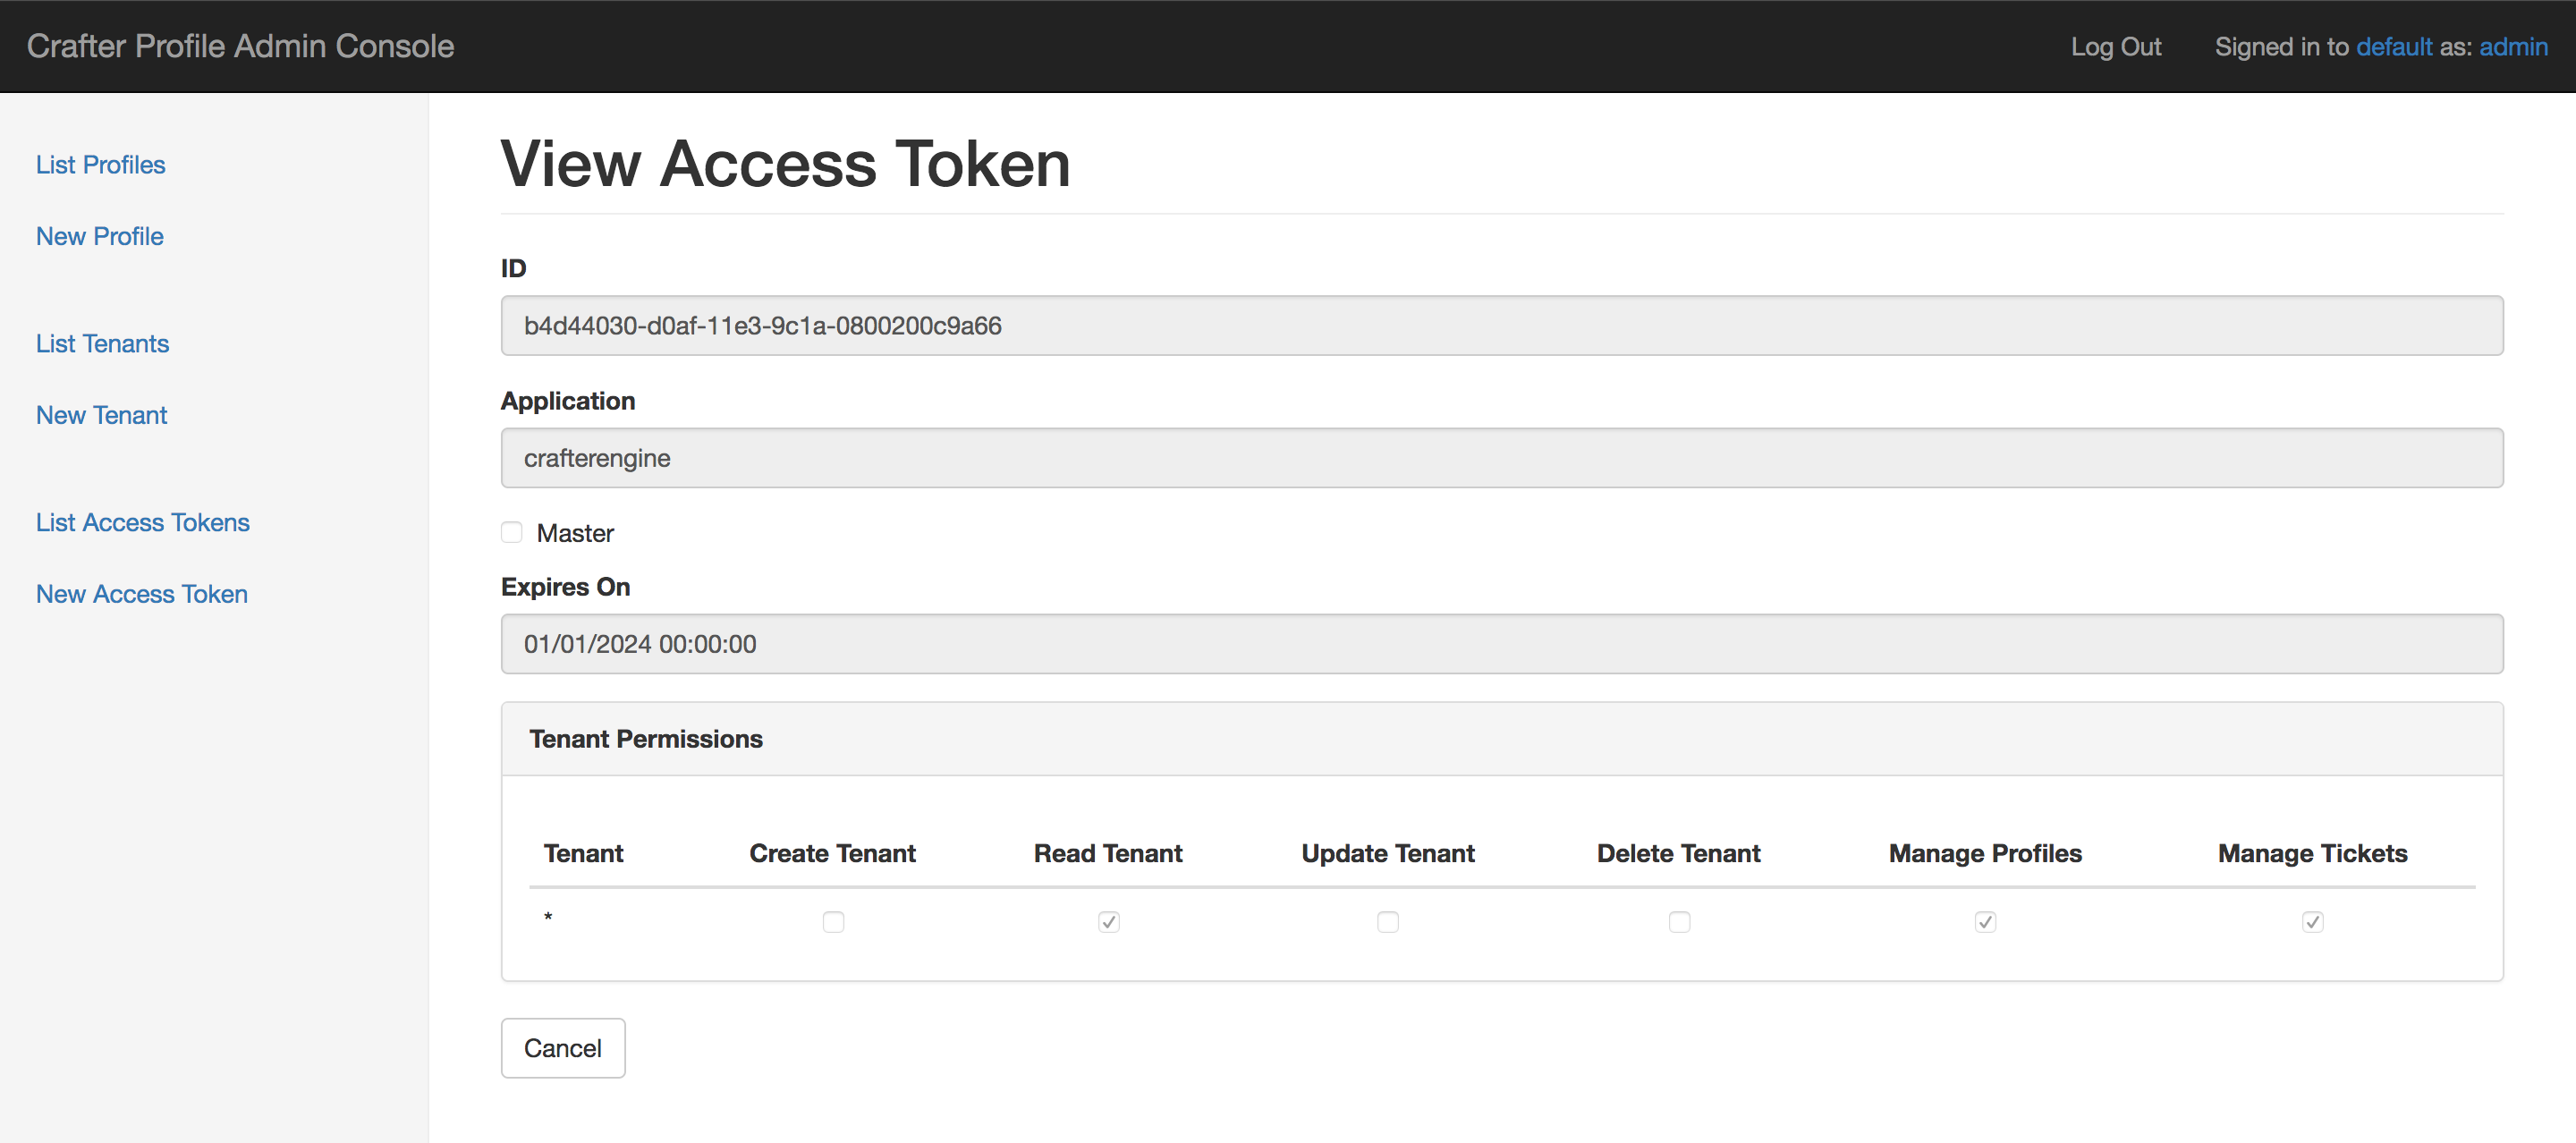 Crafter Profile Admin Console
Log Out Signed in to default as: admin
List Profiles
New Profile
List Tenants
New Tenant
List Access Tokens
New Access Token
View Access Token
ID
b4d44030-d0af-11e3-9c1a-0800200c9a66
Application
crafterengine
Master
Expires On
01/01/2024 00:00:00
Tenant Permissions
Tenant Create Tenant Read Tenant Update Tenant Delete Tenant Manage Profiles Manage Tickets
*
Cancel